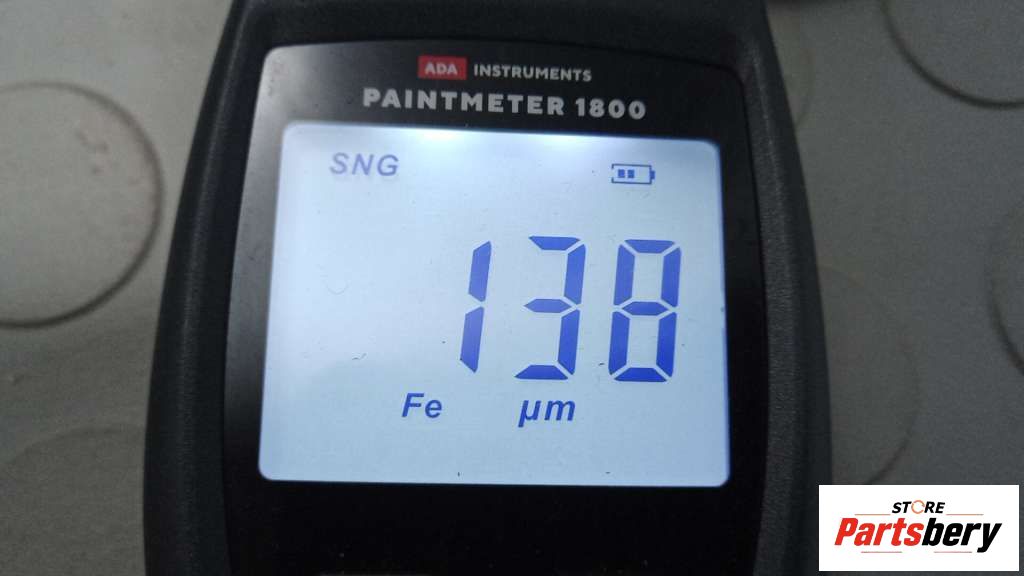 ADA INSTRUMENTS
PAINTMETER 1800
SNG
138
Fe µm
STORE
Partsbery